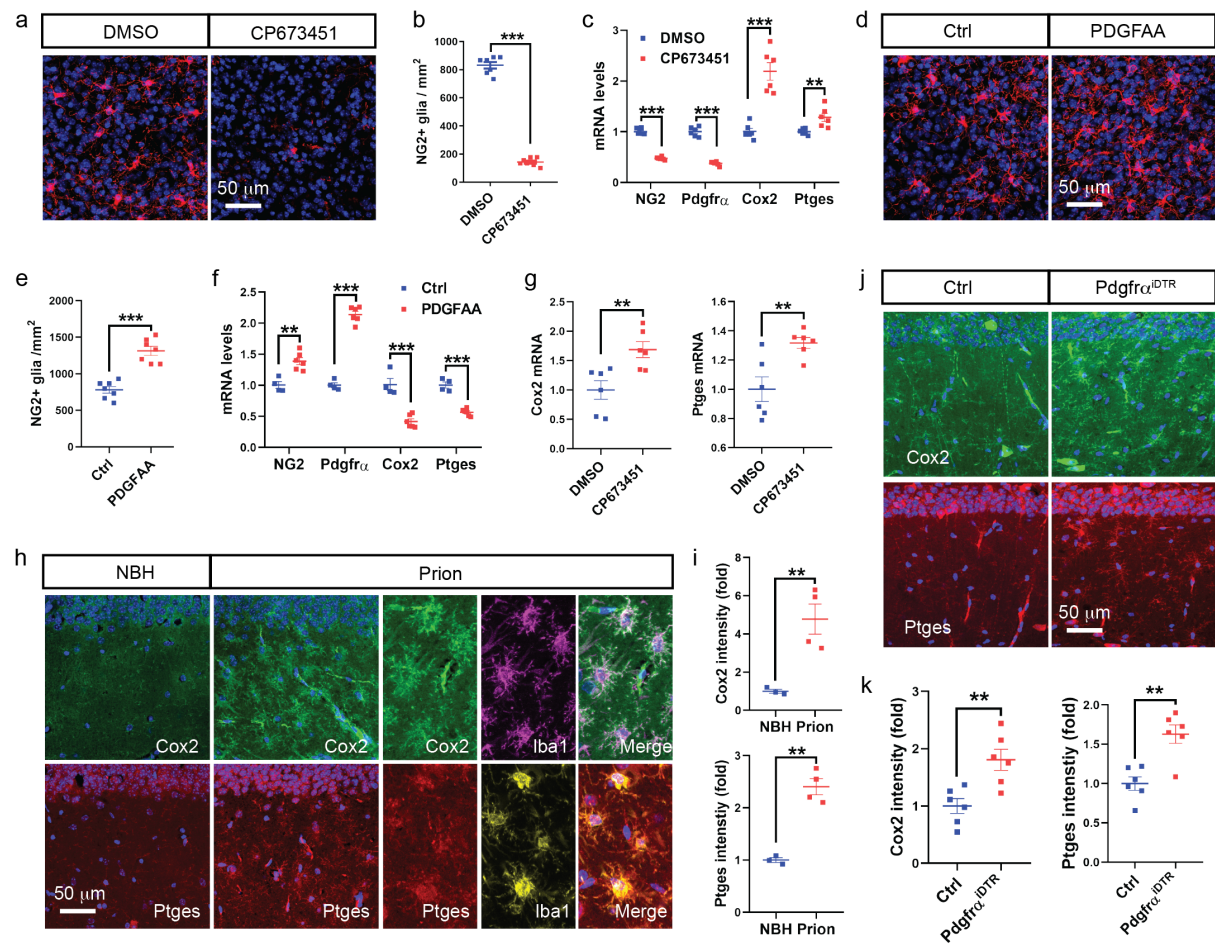 a
DMSO CP673451
50 μm
b
***
NG2+ glia / mm²
1000
800
600
400
200
0
DMSO
CP673451
c
DMSO
CP673451
mRNA levels
3
2
1
0
*** *** *** **
NG2 Pdgfrα Cox2 Ptges
d
Ctrl PDGFAA
50 μm
e
***
NG2+ glia /mm²
2000
1500
1000
500
0
Ctrl
PDGFAA
f
Ctrl
PDGFAA
mRNA levels
2.5
2.0
1.5
1.0
0.5
0.0
** *** *** ***
NG2 Pdgfrα Cox2 Ptges
g
**
Cox2 mRNA
2.5
2.0
1.5
1.0
0.5
0.0
DMSO
CP673451
**
Ptges mRNA
1.6
1.4
1.2
1.0
0.8
0.6
DMSO
CP673451
j
Ctrl PdgfrαiDTR
Cox2
Ptges
50 μm
h
NBH Prion
Cox2 Cox2 Cox2 Iba1 Merge
50 μm
Ptges Ptges Ptges Iba1 Merge
i
**
Cox2 intensity (fold)
8
6
4
2
0
NBH Prion
**
Ptges intensity (fold)
3
2
1
0
NBH Prion
k
**
Cox2 intensity (fold)
3
2
1
0
Ctrl
PdgfrαiDTR
**
Ptges intenstiy (fold)
2.0
1.5
1.0
0.5
0.0
Ctrl
PdgfrαiDTR